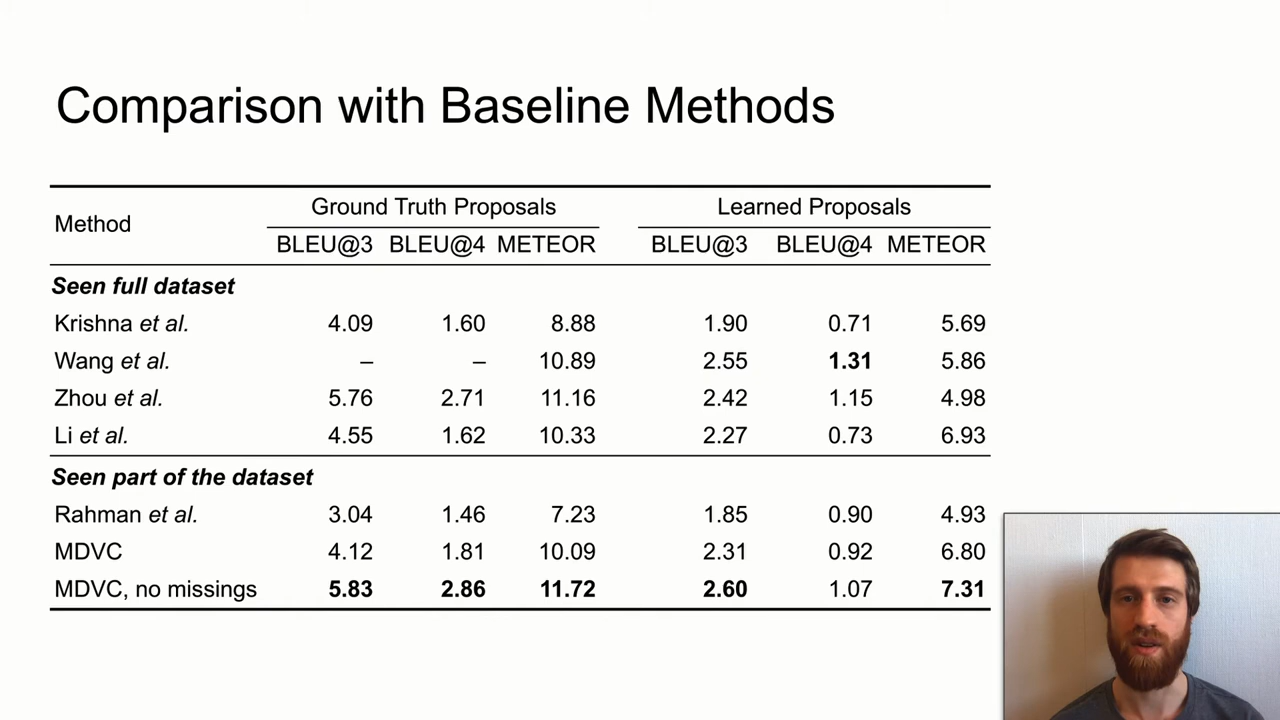 Comparison with Baseline Methods
Method Ground Truth Proposals Learned Proposals
BLEU@3 BLEU@4 METEOR BLEU@3 BLEU@4 METEOR
Seen full dataset
Krishna et al. 4.09 1.60 8.88 1.90 0.71 5.69
Wang et al. – – 10.89 2.55 1.31 5.86
Zhou et al. 5.76 2.71 11.16 2.42 1.15 4.98
Li et al. 4.55 1.62 10.33 2.27 0.73 6.93
Seen part of the dataset
Rahman et al. 3.04 1.46 7.23 1.85 0.90 4.93
MDVC 4.12 1.81 10.09 2.31 0.92 6.80
MDVC, no missings 5.83 2.86 11.72 2.60 1.07 7.31